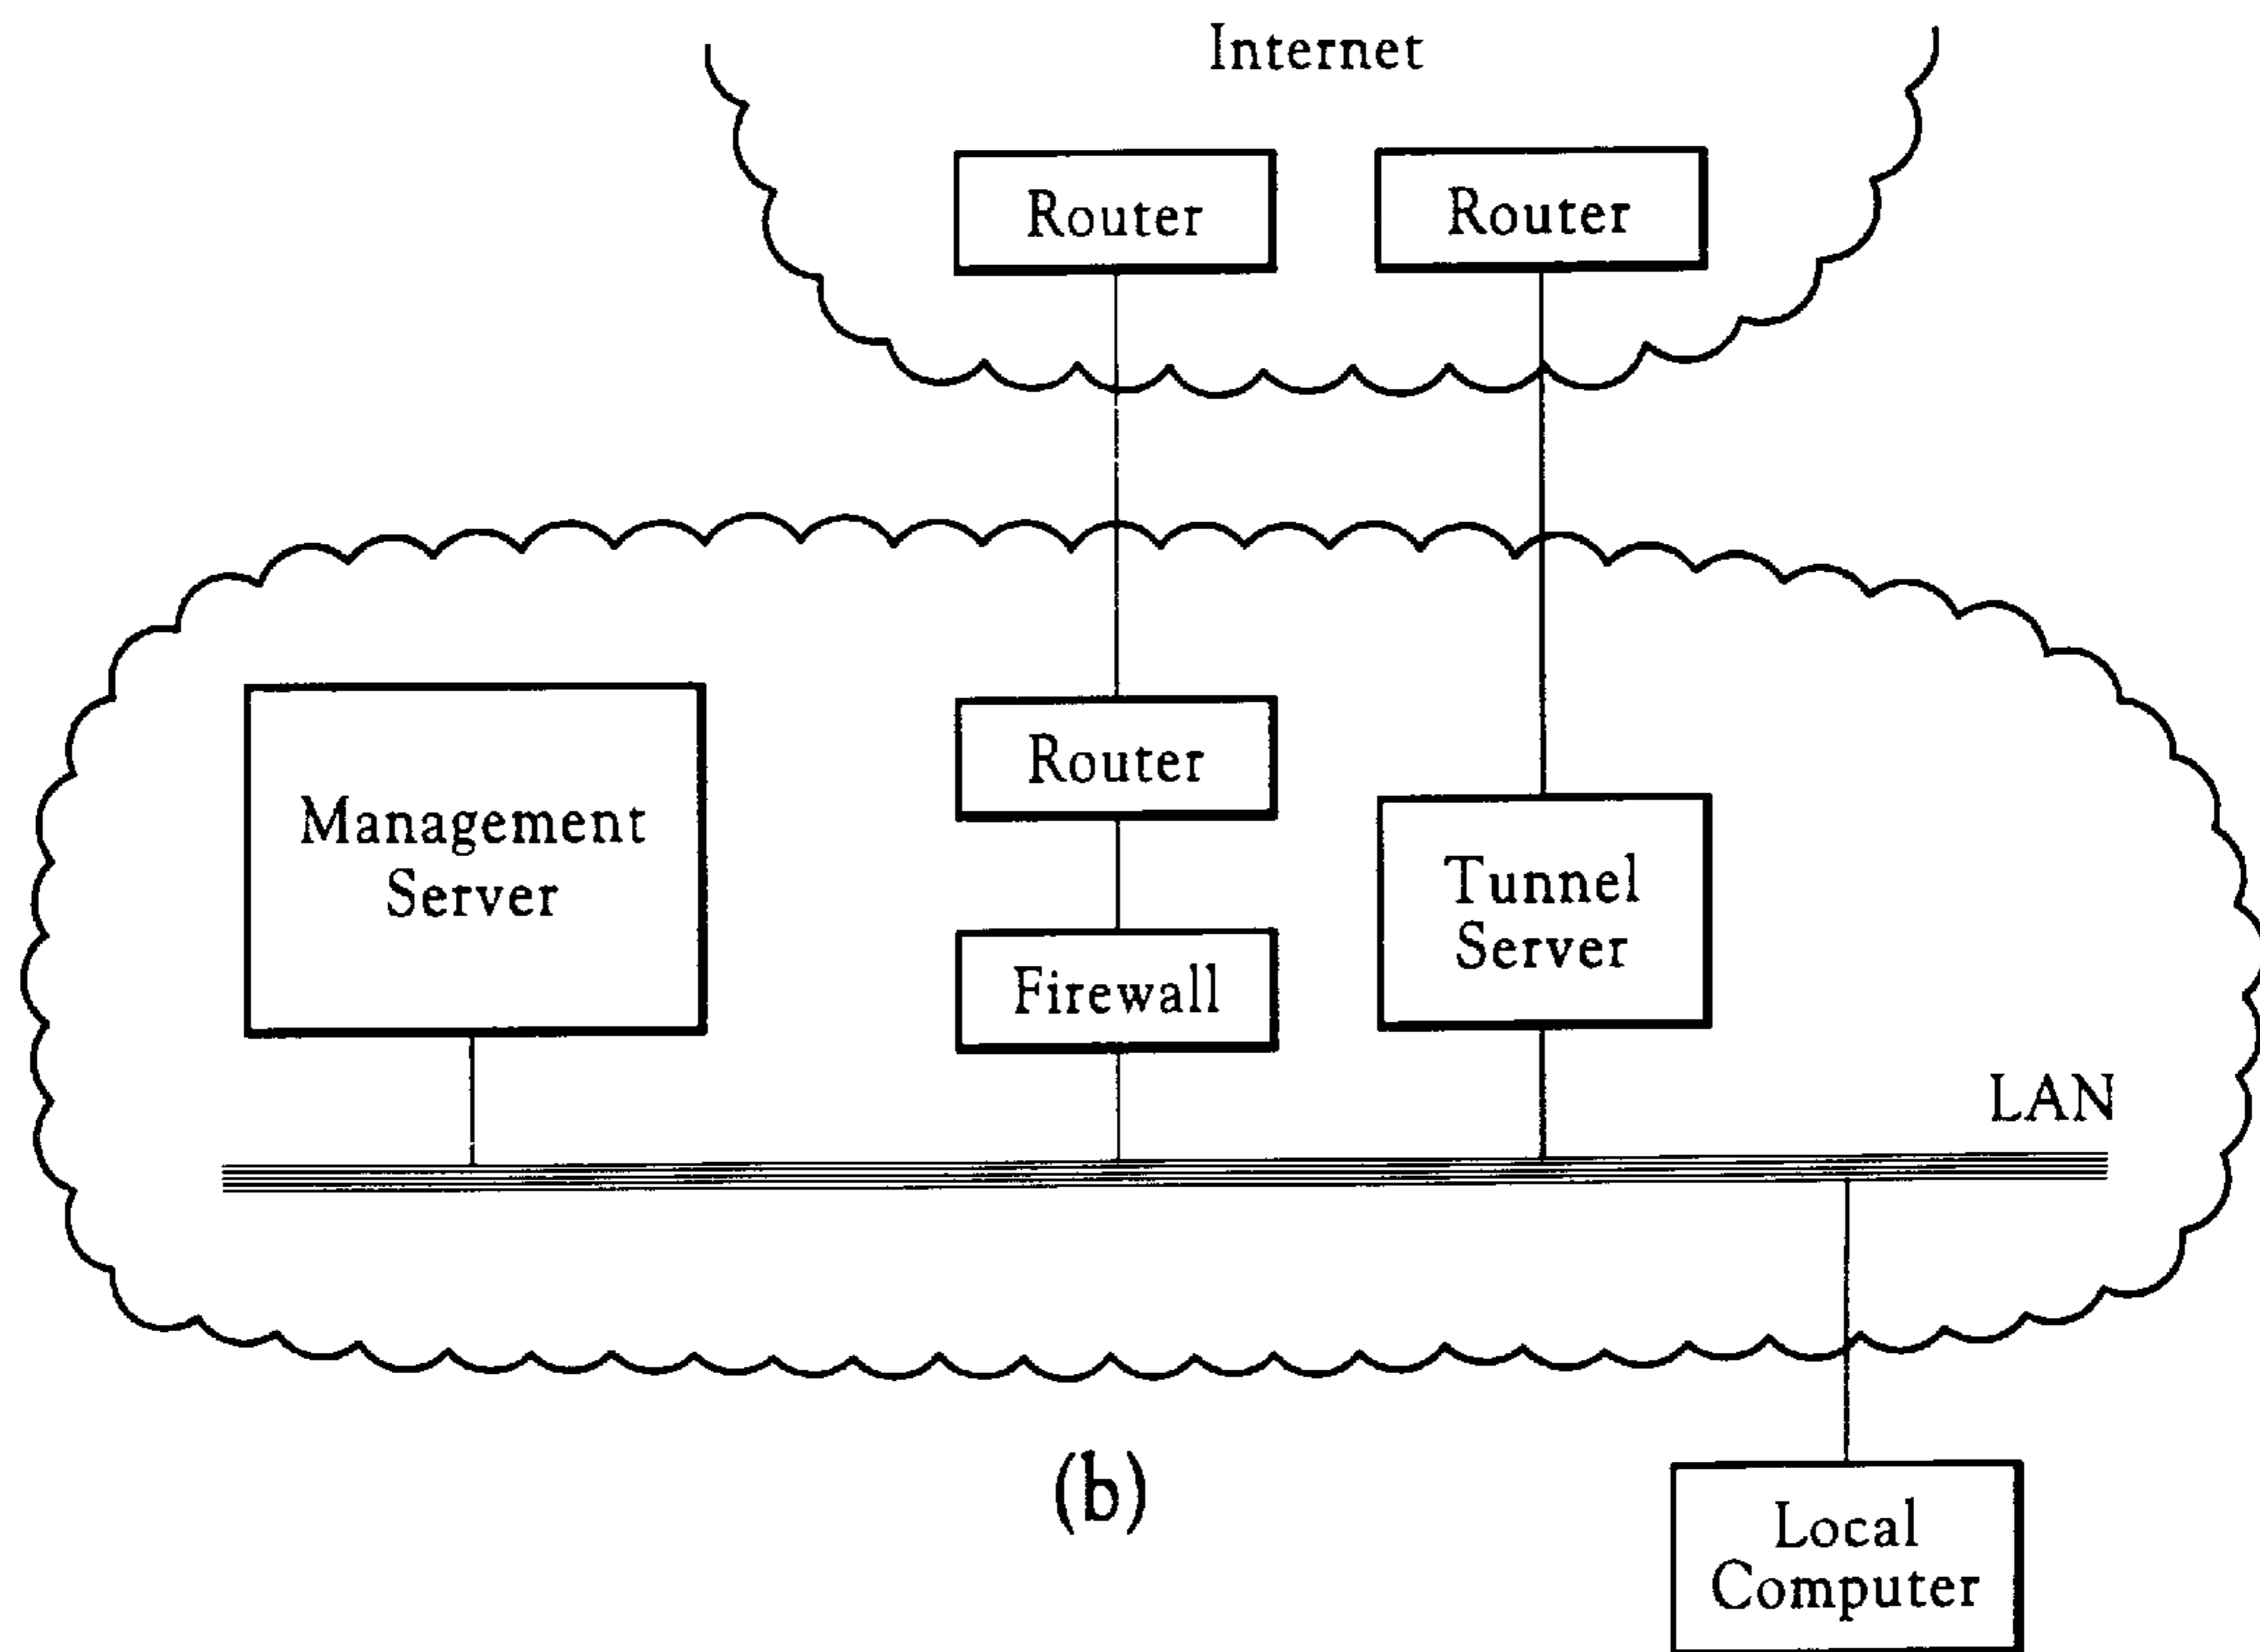 Internet
Router
Router
Router
Management
Server
Tunnel
Server
Firewall
LAN
(b)
Local
Computer